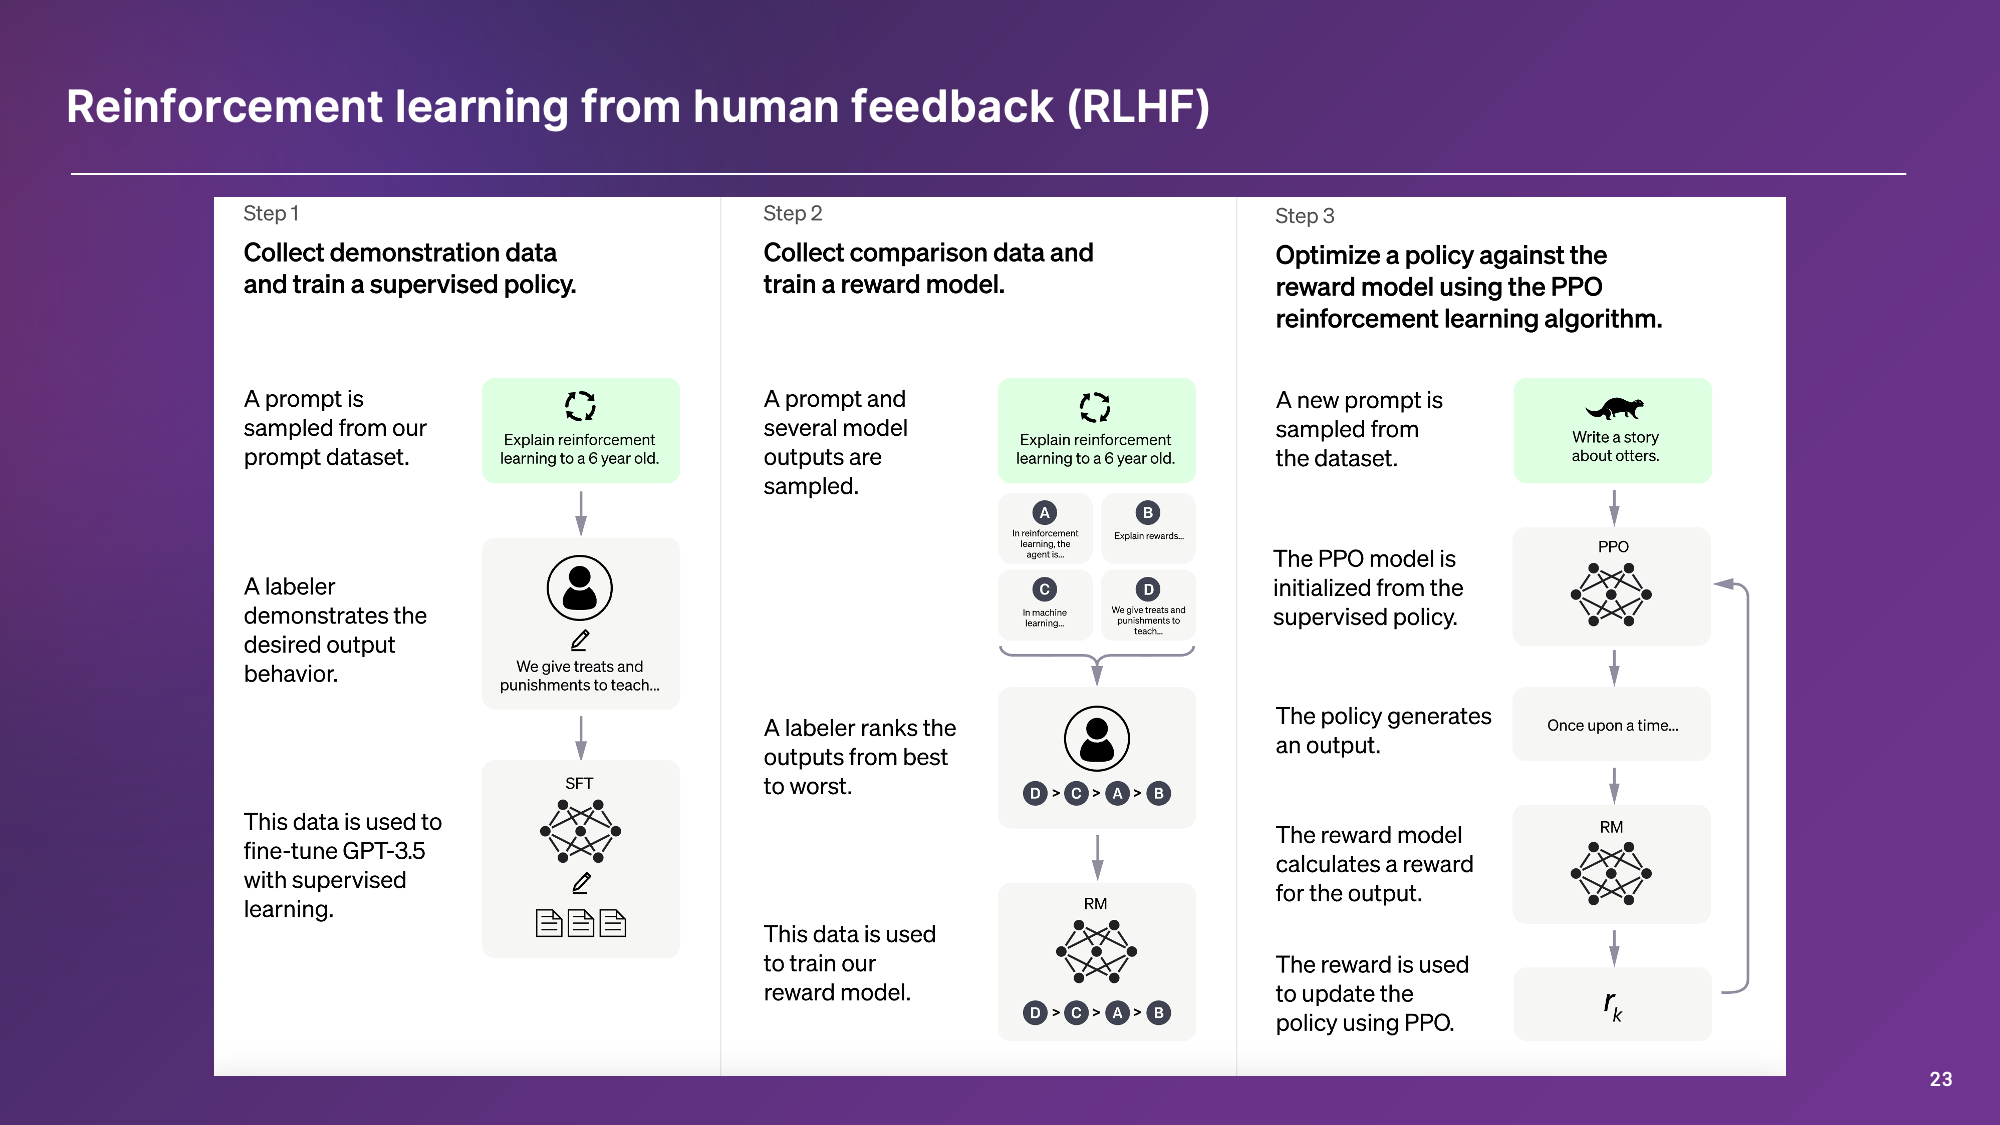 Reinforcement learning from human feedback (RLHF)
Step 1
Collect demonstration data
and train a supervised policy.
A prompt is
sampled from our
prompt dataset.
Explain reinforcement
learning to a 6 year old.
A labeler
demonstrates the
desired output
behavior.
We give treats and
punishments to teach...
This data is used to
fine-tune GPT-3.5
with supervised
learning.
SFT
Step 2
Collect comparison data and
train a reward model.
A prompt and
several model
outputs are
sampled.
Explain reinforcement
learning to a 6 year old.
A
In reinforcement
learning, the
agent is...
B
Explain rewards...
C
In machine
learning...
D
We give treats and
punishments to
teach...
A labeler ranks the
outputs from best
to worst.
D > C > A > B
This data is used
to train our
reward model.
RM
D > C > A > B
Step 3
Optimize a policy against the
reward model using the PPO
reinforcement learning algorithm.
A new prompt is
sampled from
the dataset.
Write a story
about otters.
The PPO model is
initialized from the
supervised policy.
PPO
The policy generates
an output.
Once upon a time...
The reward model
calculates a reward
for the output.
RM
The reward is used
to update the
policy using PPO.
rk
23